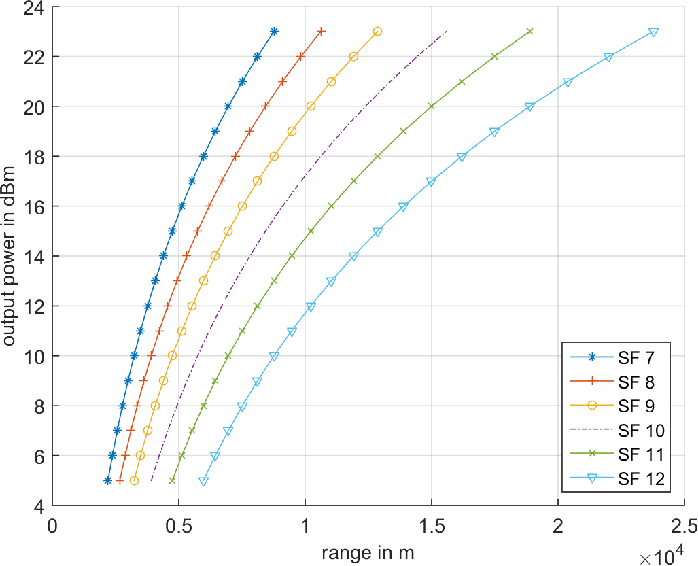 24
22
20
18
16
14
12
10
8
6
4
output power in dBm
SF 7
SF 8
SF 9
SF 10
SF 11
SF 12
0 0.5 1 1.5 2 2.5
range in m
×10⁴